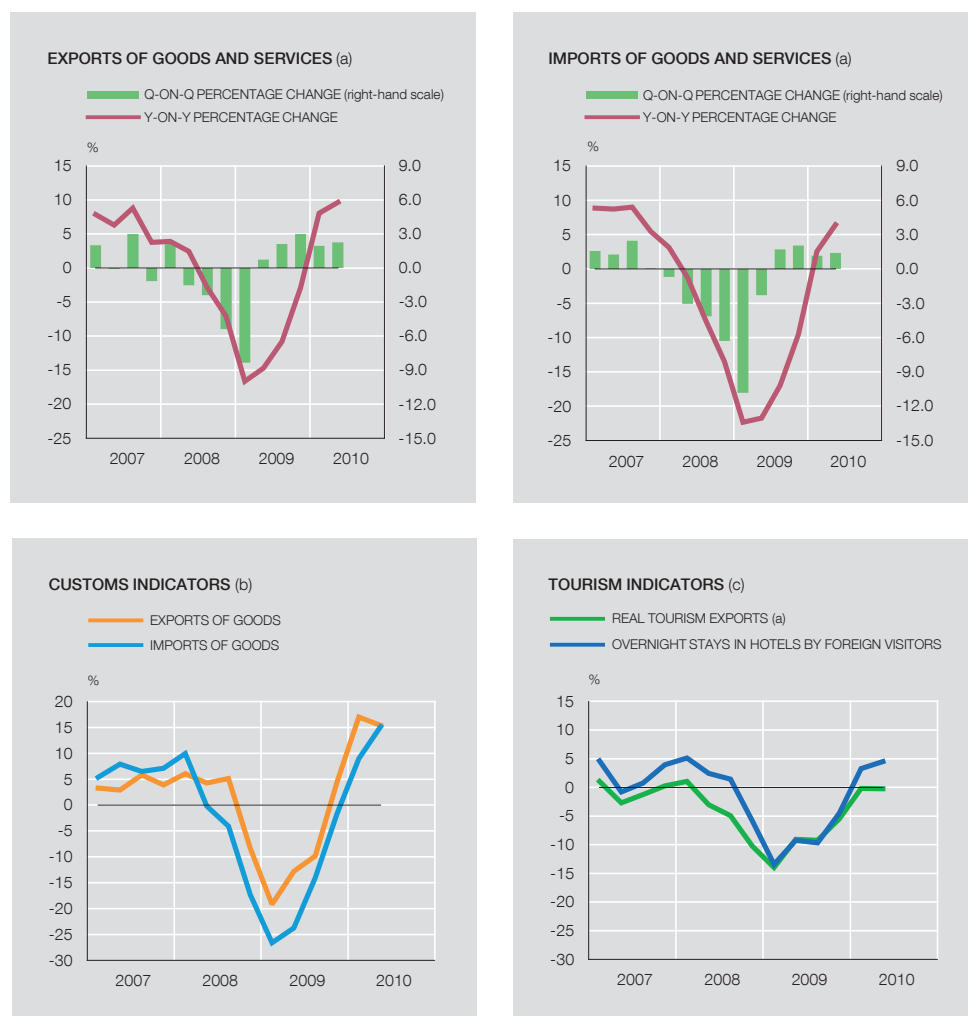 EXPORTS OF GOODS AND SERVICES (a)
Q-ON-Q PERCENTAGE CHANGE (right-hand scale)
Y-ON-Y PERCENTAGE CHANGE
%
15 9.0
10 6.0
5 3.0
0 0.0
-5 -3.0
-10 -6.0
-15 -9.0
-20 -12.0
-25 -15.0
2007 2008 2009 2010
IMPORTS OF GOODS AND SERVICES (a)
Q-ON-Q PERCENTAGE CHANGE (right-hand scale)
Y-ON-Y PERCENTAGE CHANGE
%
15 9.0
10 6.0
5 3.0
0 0.0
-5 -3.0
-10 -6.0
-15 -9.0
-20 -12.0
-25 -15.0
2007 2008 2009 2010
CUSTOMS INDICATORS (b)
EXPORTS OF GOODS
IMPORTS OF GOODS
%
20
15
10
5
0
-5
-10
-15
-20
-25
-30
2007 2008 2009 2010
TOURISM INDICATORS (c)
REAL TOURISM EXPORTS (a)
OVERNIGHT STAYS IN HOTELS BY FOREIGN VISITORS
%
15
10
5
0
-5
-10
-15
-20
-25
-30
2007 2008 2009 2010